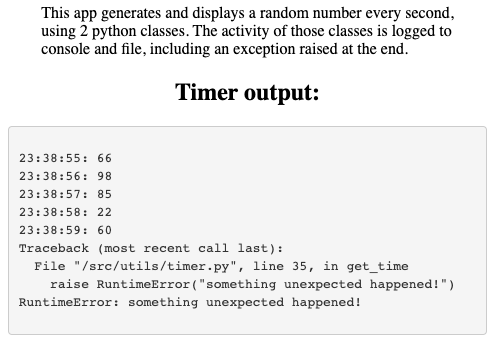 This app generates and displays a random number every second,
using 2 python classes. The activity of those classes is logged to
console and file, including an exception raised at the end.
Timer output:
23:38:55: 66
23:38:56: 98
23:38:57: 85
23:38:58: 22
23:38:59: 60
Traceback (most recent call last):
  File "/src/utils/timer.py", line 35, in get_time
    raise RuntimeError("something unexpected happened!")
RuntimeError: something unexpected happened!